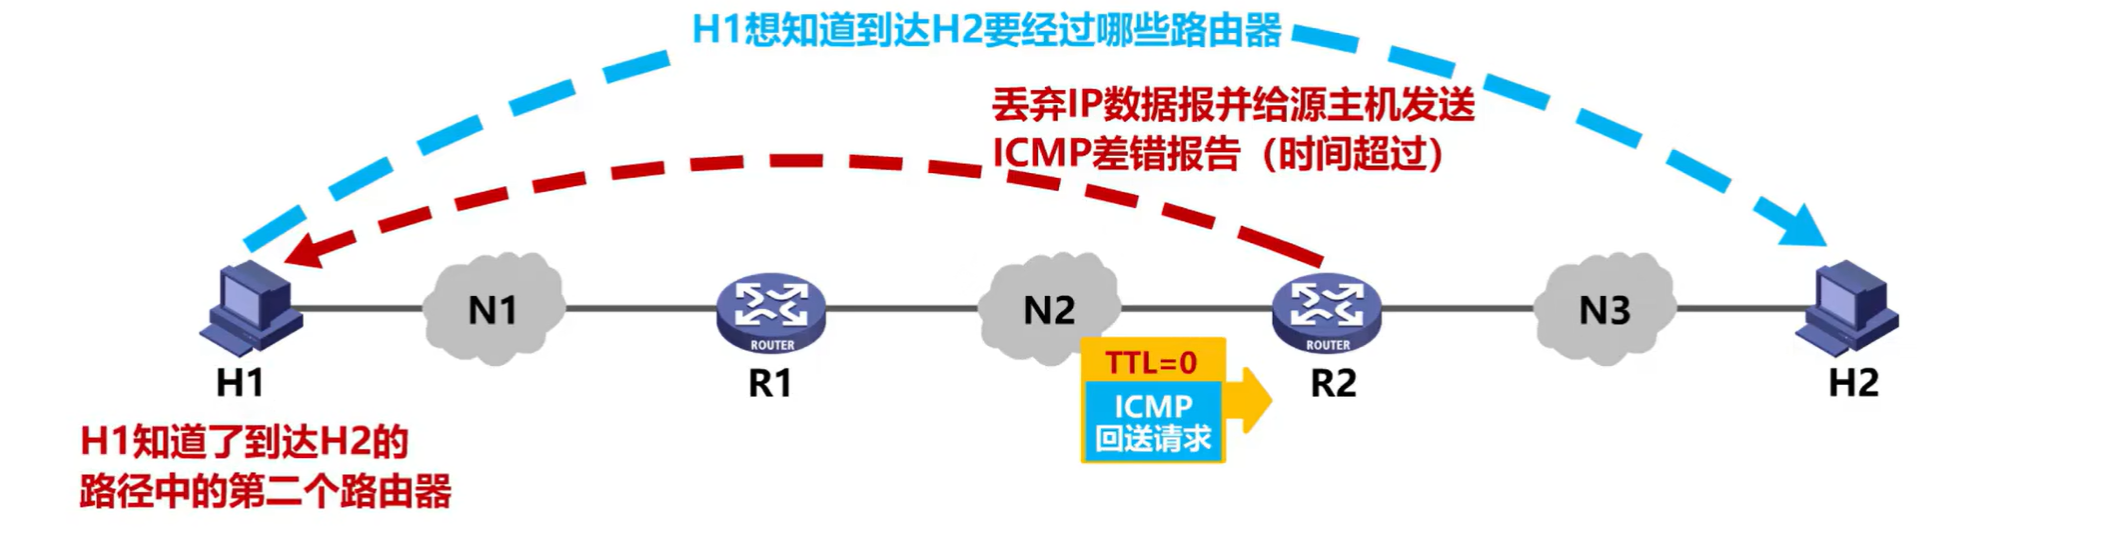 H1想知道到达H2要经过哪些路由器
丢弃IP数据报并给源主机发送
ICMP差错报告（时间超过）
N1
N2
N3
ROUTER
ROUTER
H1
R1
R2
H2
TTL=0
ICMP
回送请求
H1知道了到达H2的
路径中的第二个路由器